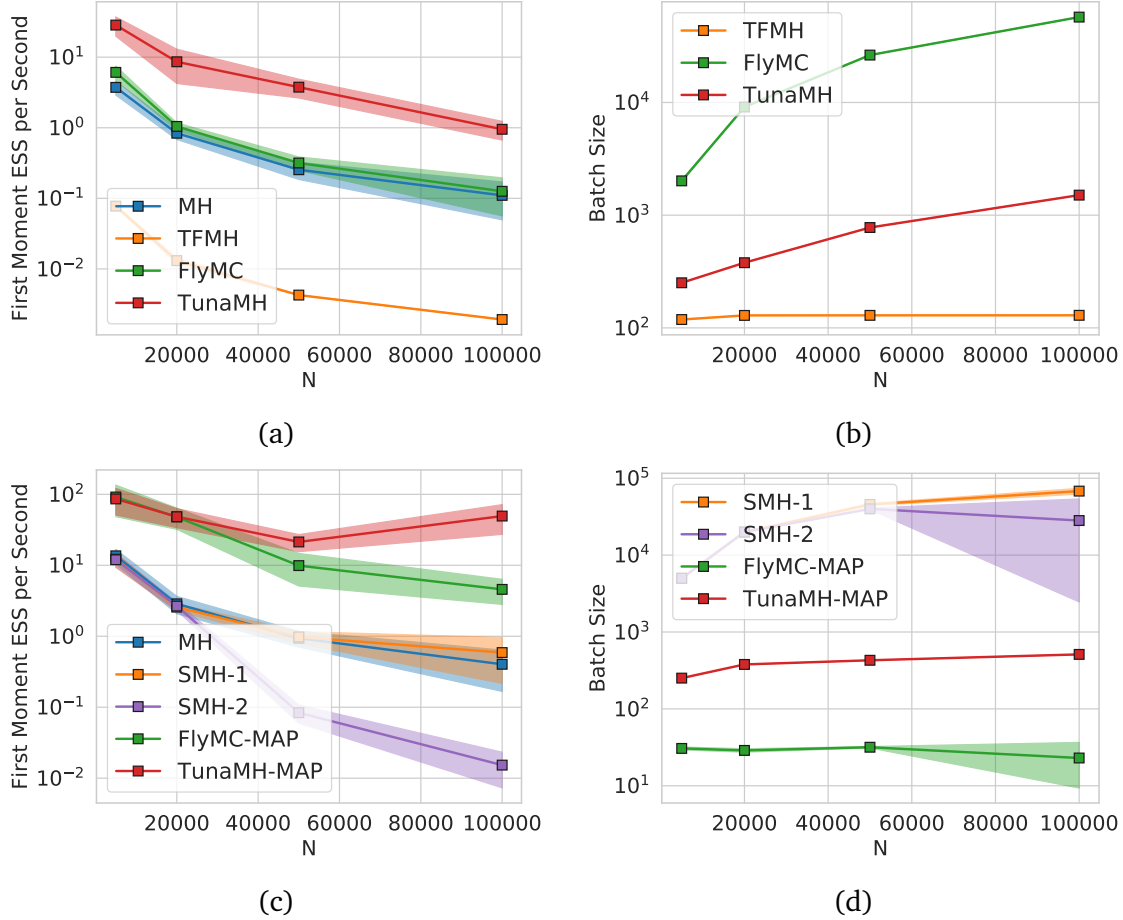 First Moment ESS per Second
10^1
10^0
10^-1
10^-2
MH
TFMH
FlyMC
TunaMH
20000 40000 60000 80000 100000
N
(a)
Batch Size
10^4
10^3
10^2
TFMH
FlyMC
TunaMH
20000 40000 60000 80000 100000
N
(b)
First Moment ESS per Second
10^2
10^1
10^0
10^-1
10^-2
MH
SMH-1
SMH-2
FlyMC-MAP
TunaMH-MAP
20000 40000 60000 80000 100000
N
(c)
Batch Size
10^5
10^4
10^3
10^2
10^1
SMH-1
SMH-2
FlyMC-MAP
TunaMH-MAP
20000 40000 60000 80000 100000
N
(d)